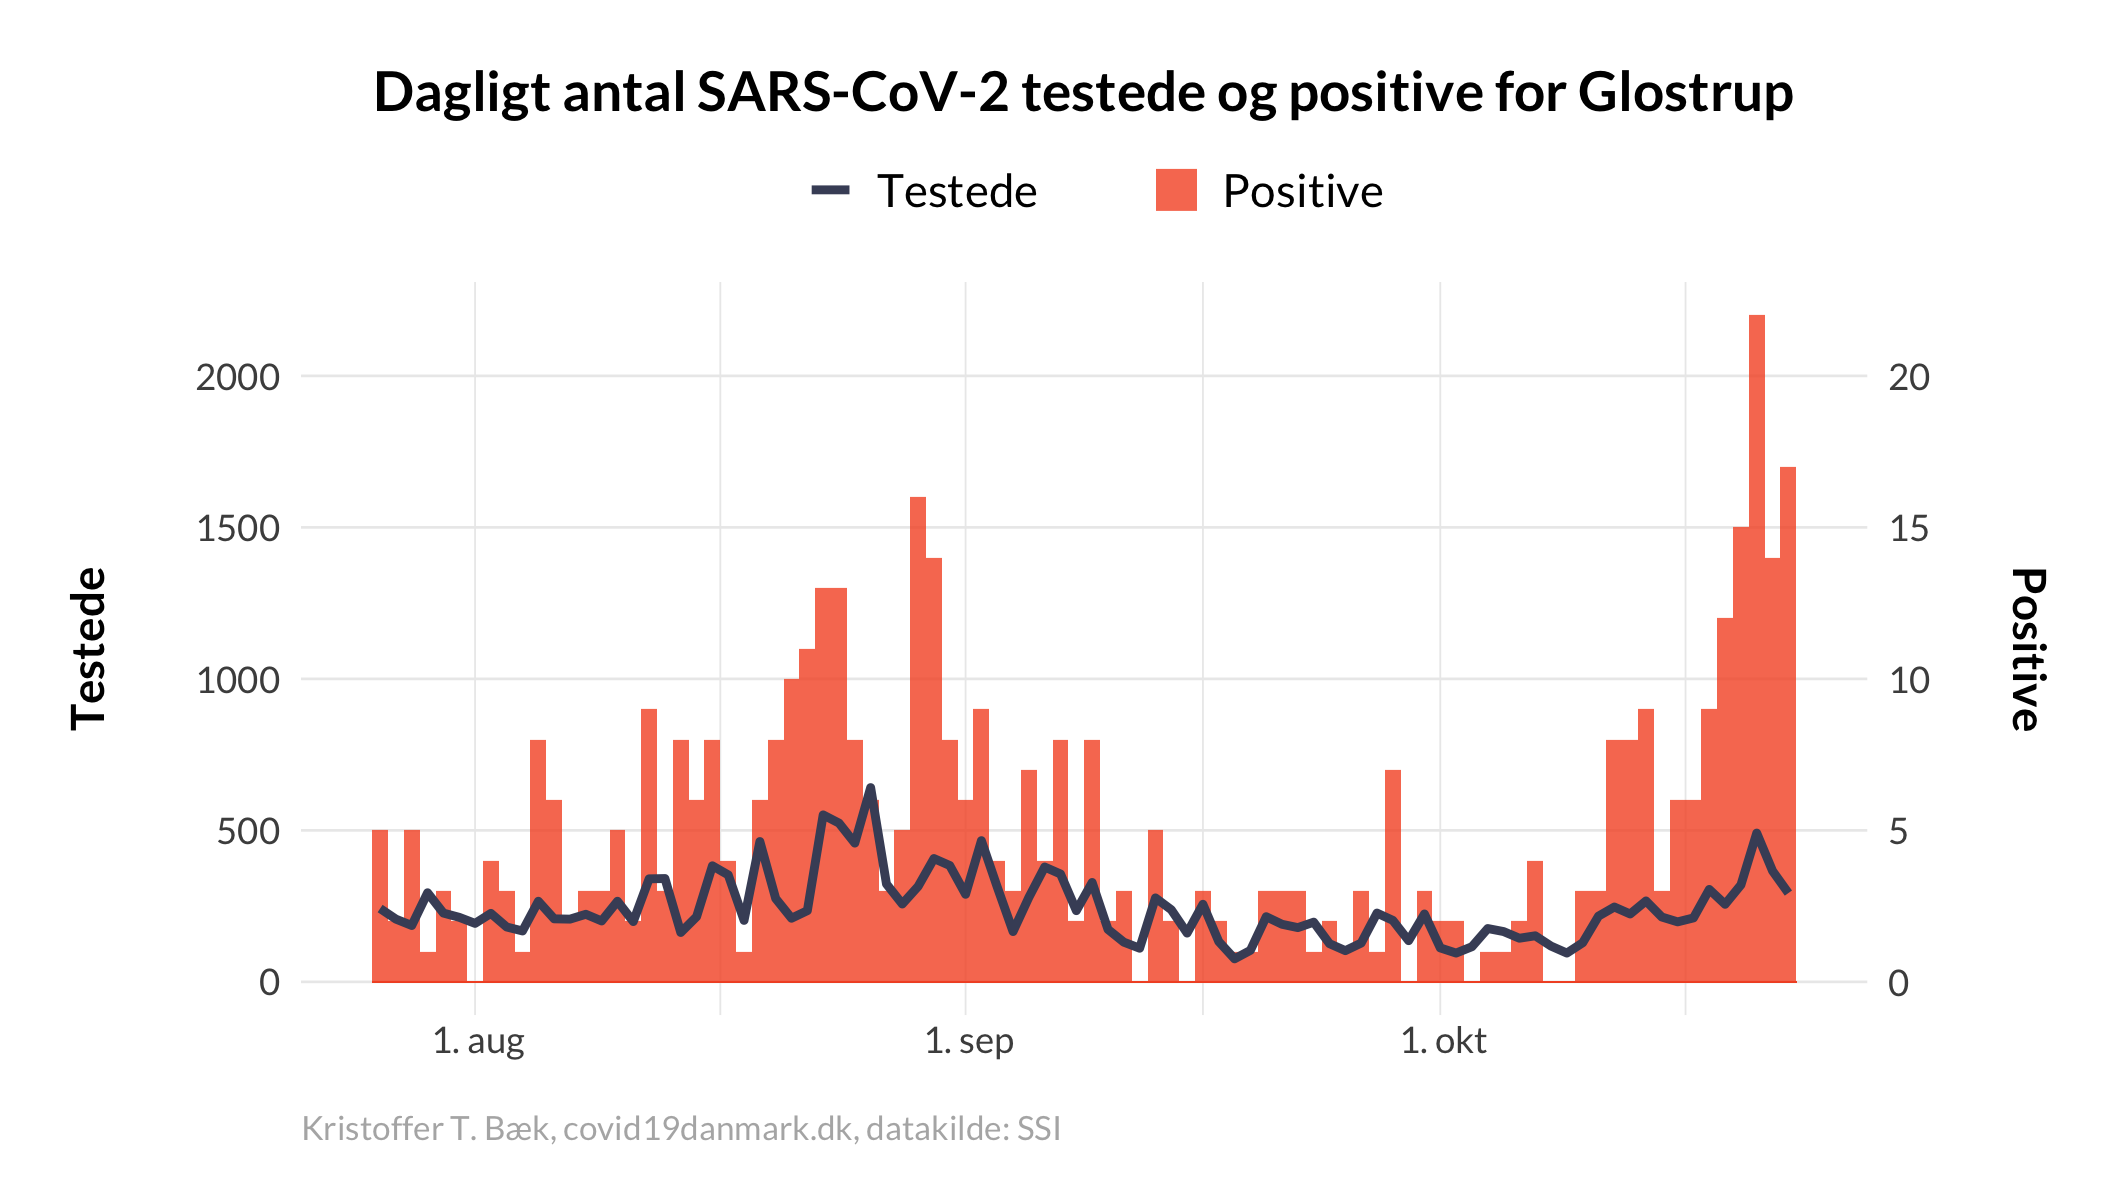 Dagligt antal SARS-CoV-2 testede og positive for Glostrup
Testede Positive
2000 20
1500 15
1000 10
500 5
0 0
Testede
Positive
1. aug 1. sep 1. okt
Kristoffer T. Bæk, covid19danmark.dk, datakilde: SSI